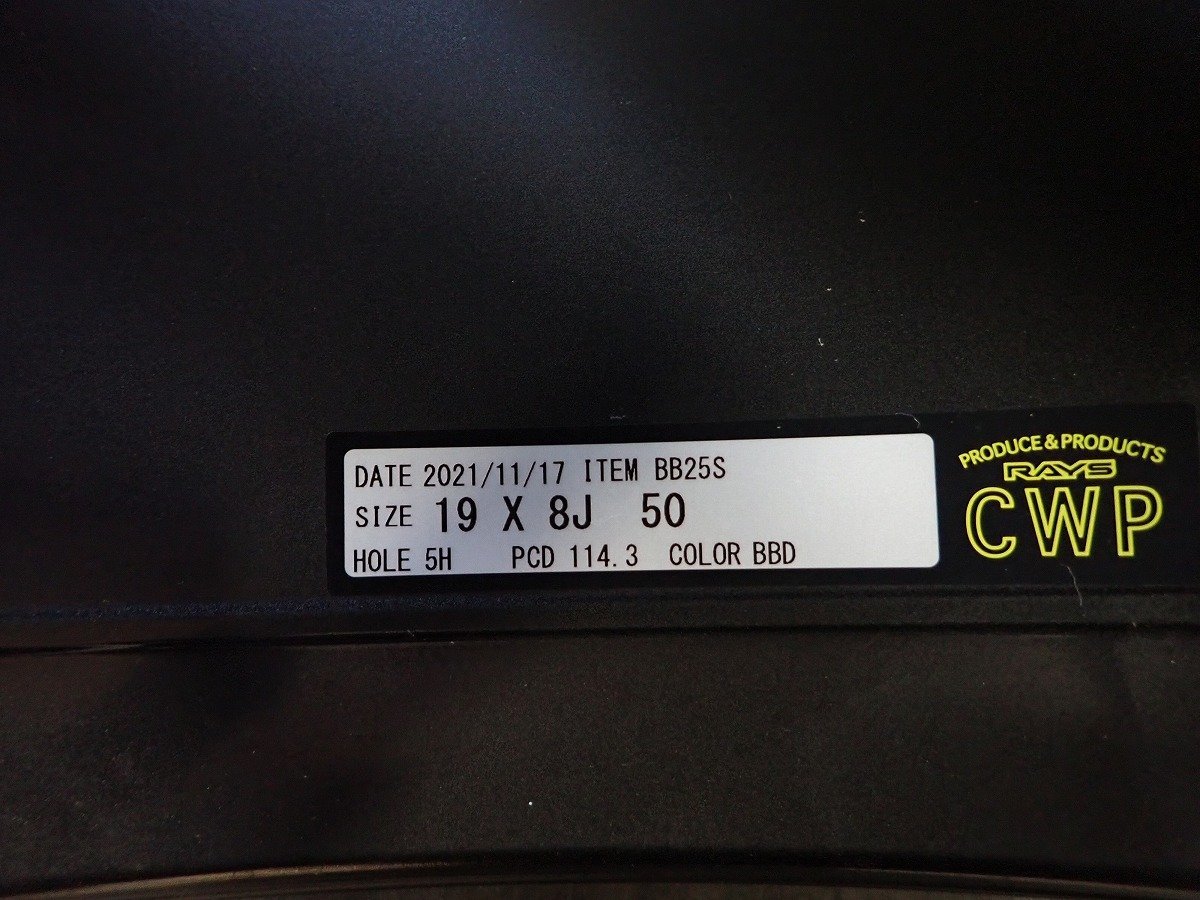 DATE 2021/11/17 ITEM BB25S
SIZE 19 X 8J 50
HOLE 5H PCD 114.3 COLOR BBD
PRODUCE & PRODUCTS
RAYS
CWP